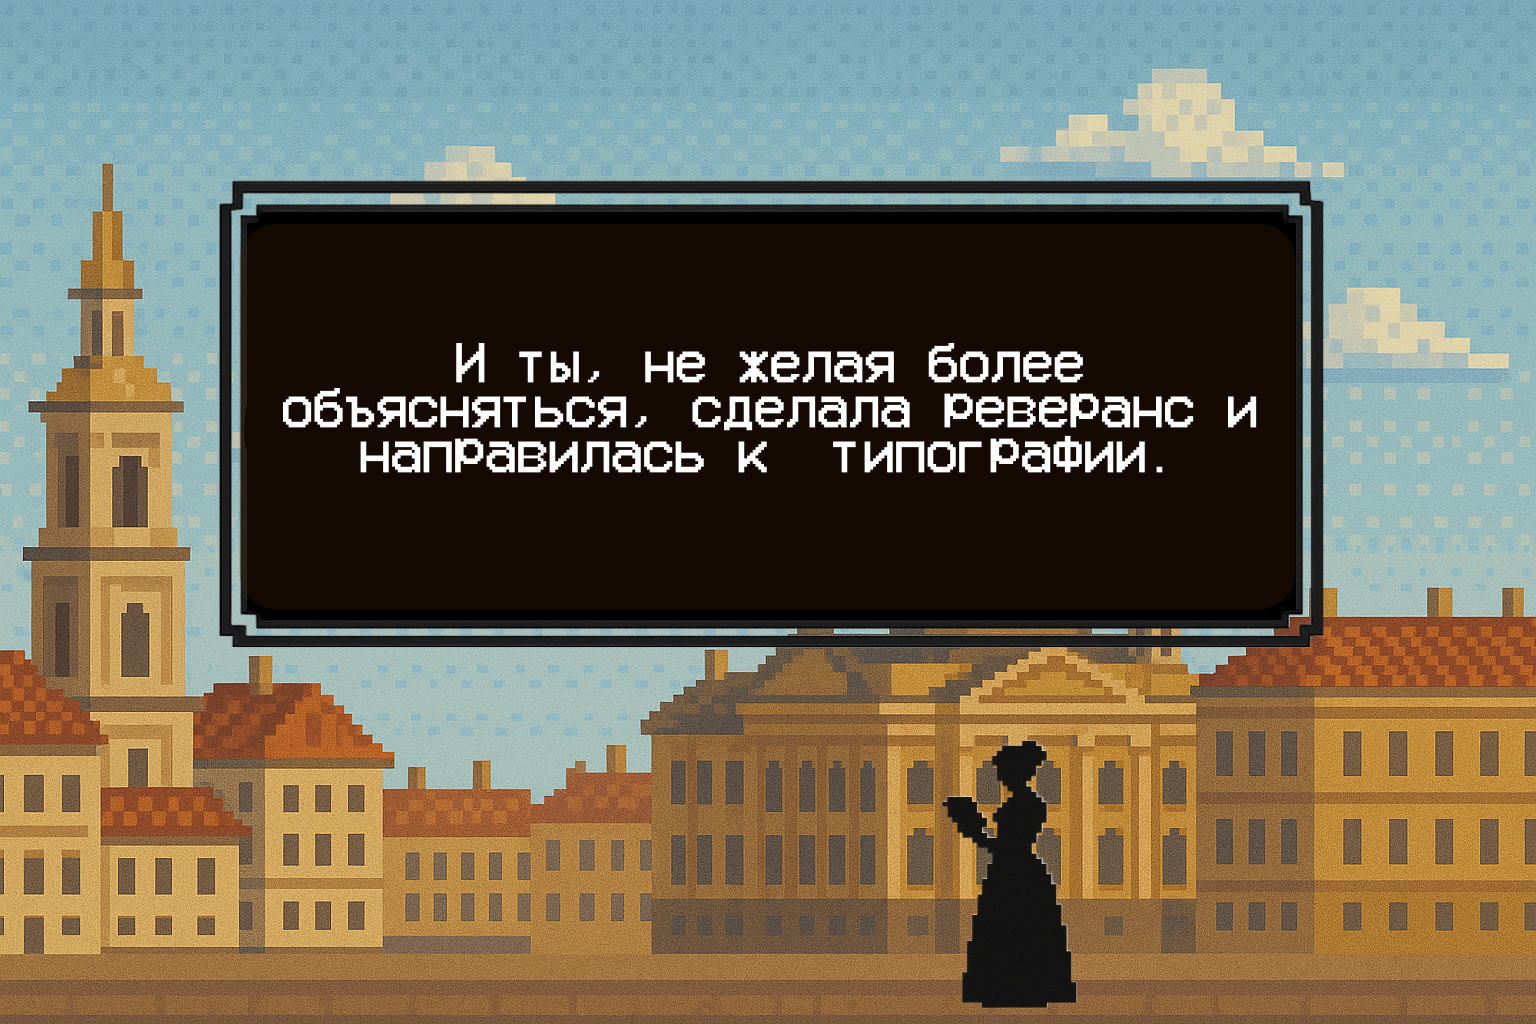 И ты, не желая более
объясняться, сделала реверанс и
направилась к типографии.